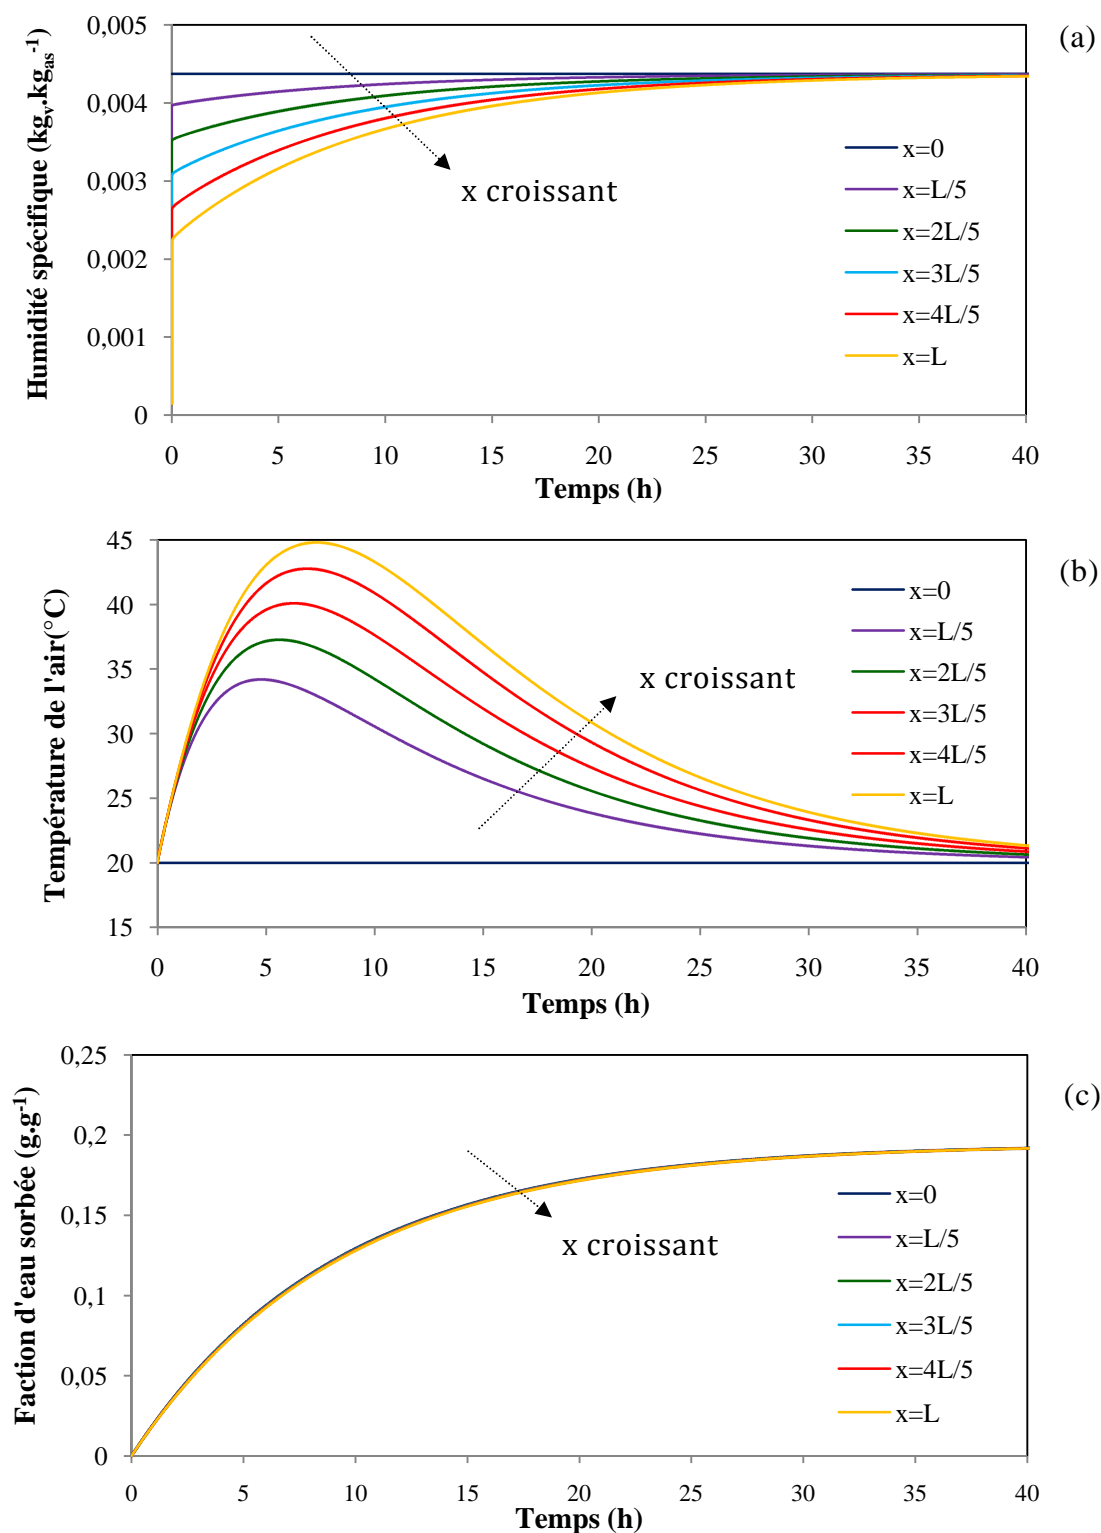 (a)
Humidité spécifique (kgv.kgas-1)
0,005
0,004
0,003
0,002
0,001
0
x croissant
x=0
x=L/5
x=2L/5
x=3L/5
x=4L/5
x=L
0 5 10 15 20 25 30 35 40
Temps (h)
(b)
Température de l'air(°C)
45
40
35
30
25
20
15
x croissant
x=0
x=L/5
x=2L/5
x=3L/5
x=4L/5
x=L
0 5 10 15 20 25 30 35 40
Temps (h)
(c)
Faction d'eau sorbée (g.g-1)
0,25
0,2
0,15
0,1
0,05
0
x croissant
x=0
x=L/5
x=2L/5
x=3L/5
x=4L/5
x=L
0 5 10 15 20 25 30 35 40
Temps (h)